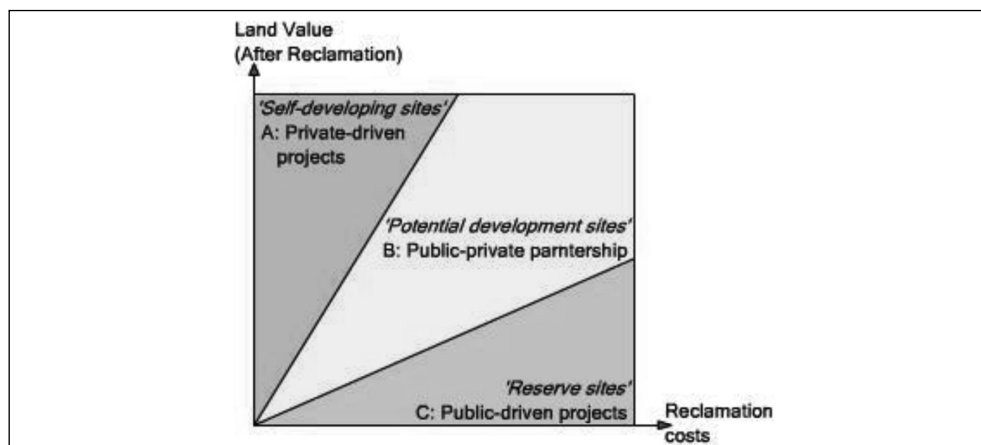 Land Value
(After Reclamation)
'Self-developing sites'
A: Private-driven
projects
'Potential development sites'
B: Public-private parntership
'Reserve sites'
C: Public-driven projects
Reclamation
costs